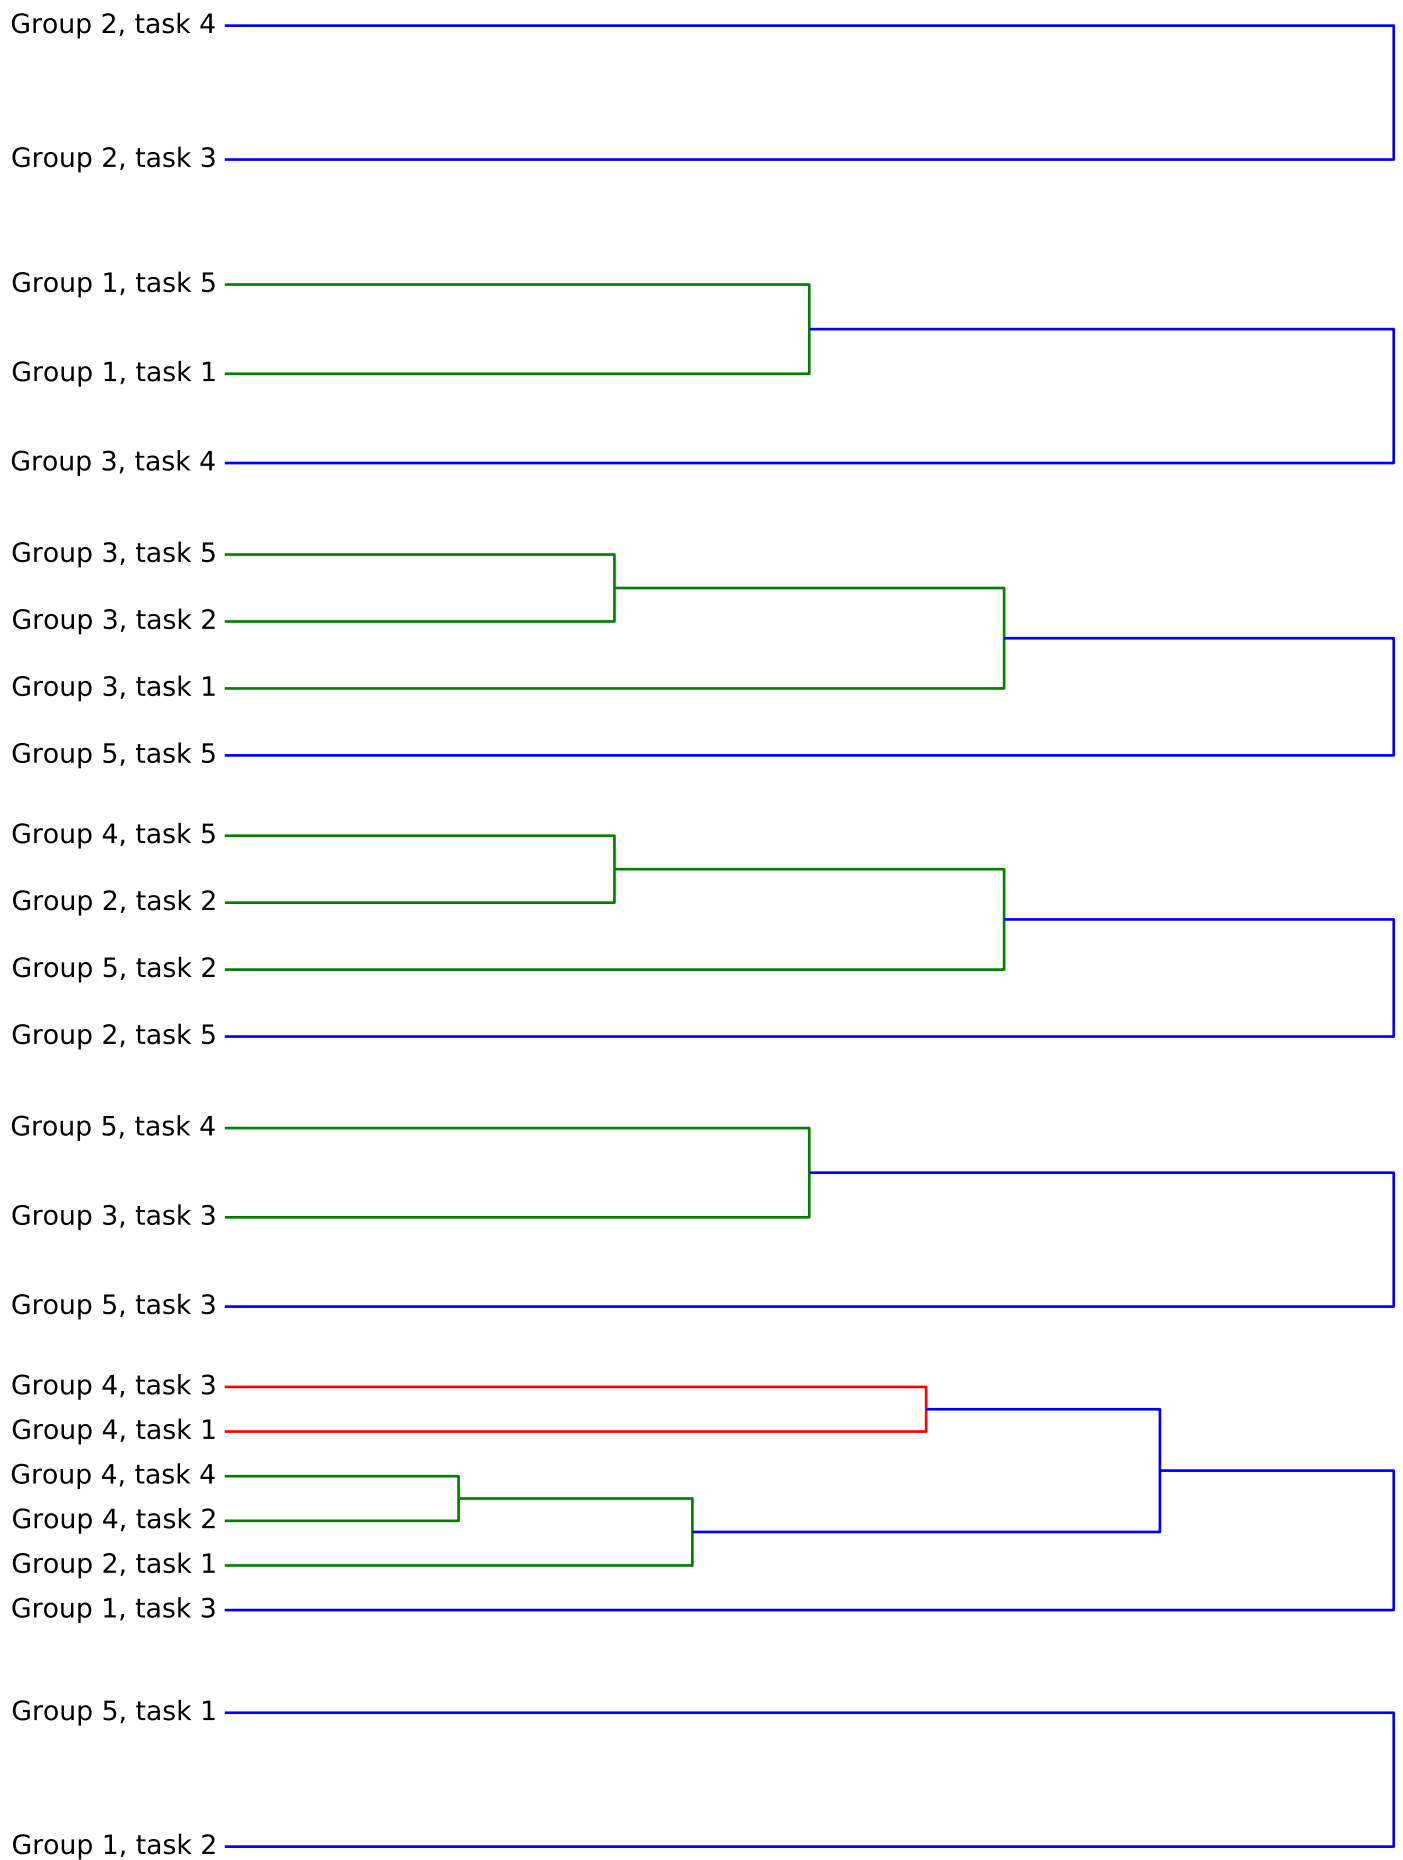 Group 2, task 4
Group 2, task 3
Group 1, task 5
Group 1, task 1
Group 3, task 4
Group 3, task 5
Group 3, task 2
Group 3, task 1
Group 5, task 5
Group 4, task 5
Group 2, task 2
Group 5, task 2
Group 2, task 5
Group 5, task 4
Group 3, task 3
Group 5, task 3
Group 4, task 3
Group 4, task 1
Group 4, task 4
Group 4, task 2
Group 2, task 1
Group 1, task 3
Group 5, task 1
Group 1, task 2